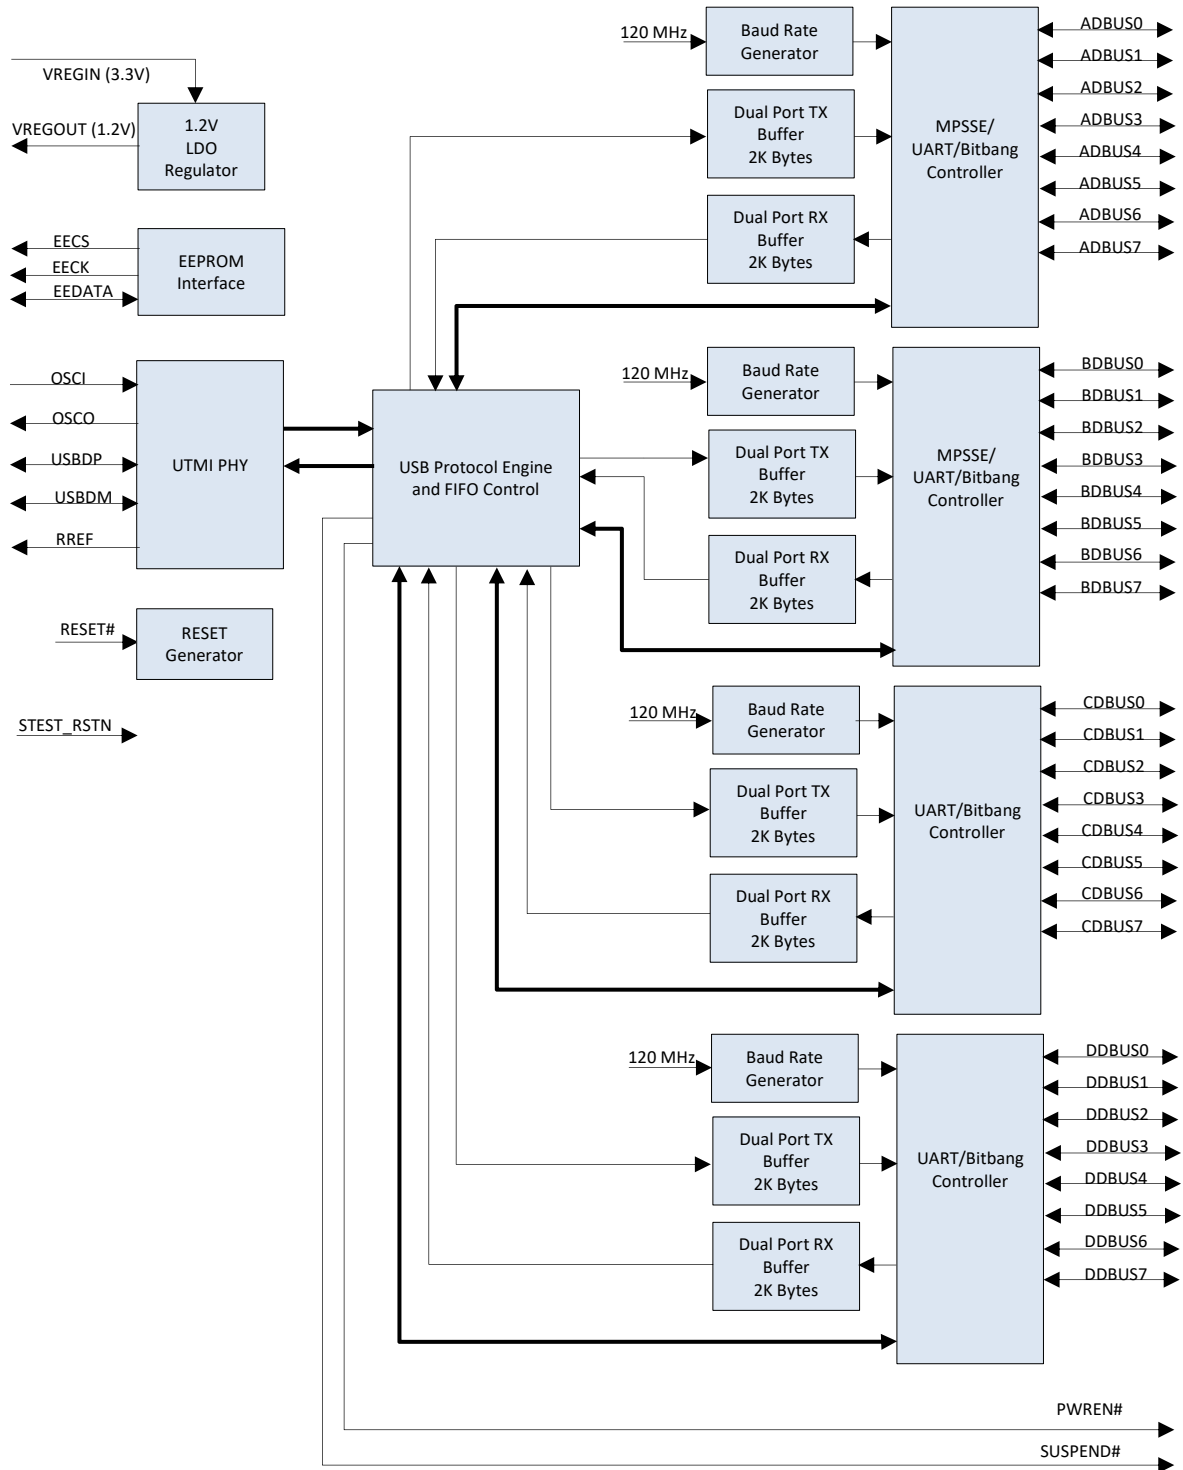 VREGIN (3.3V)
VREGOUT (1.2V)
1.2V
LDO
Regulator
EECS
EECK
EEDATA
EEPROM
Interface
OSCI
OSCO
USBDP
USBDM
RREF
UTMI PHY
RESET#
RESET
Generator
STEST_RSTN
USB Protocol Engine
and FIFO Control
120 MHz
Baud Rate
Generator
Dual Port TX
Buffer
2K Bytes
Dual Port RX
Buffer
2K Bytes
MPSSE/
UART/Bitbang
Controller
ADBUS0
ADBUS1
ADBUS2
ADBUS3
ADBUS4
ADBUS5
ADBUS6
ADBUS7
120 MHz
Baud Rate
Generator
Dual Port TX
Buffer
2K Bytes
Dual Port RX
Buffer
2K Bytes
MPSSE/
UART/Bitbang
Controller
BDBUS0
BDBUS1
BDBUS2
BDBUS3
BDBUS4
BDBUS5
BDBUS6
BDBUS7
120 MHz
Baud Rate
Generator
Dual Port TX
Buffer
2K Bytes
Dual Port RX
Buffer
2K Bytes
UART/Bitbang
Controller
CDBUS0
CDBUS1
CDBUS2
CDBUS3
CDBUS4
CDBUS5
CDBUS6
CDBUS7
120 MHz
Baud Rate
Generator
Dual Port TX
Buffer
2K Bytes
Dual Port RX
Buffer
2K Bytes
UART/Bitbang
Controller
DDBUS0
DDBUS1
DDBUS2
DDBUS3
DDBUS4
DDBUS5
DDBUS6
DDBUS7
PWREN#
SUSPEND#